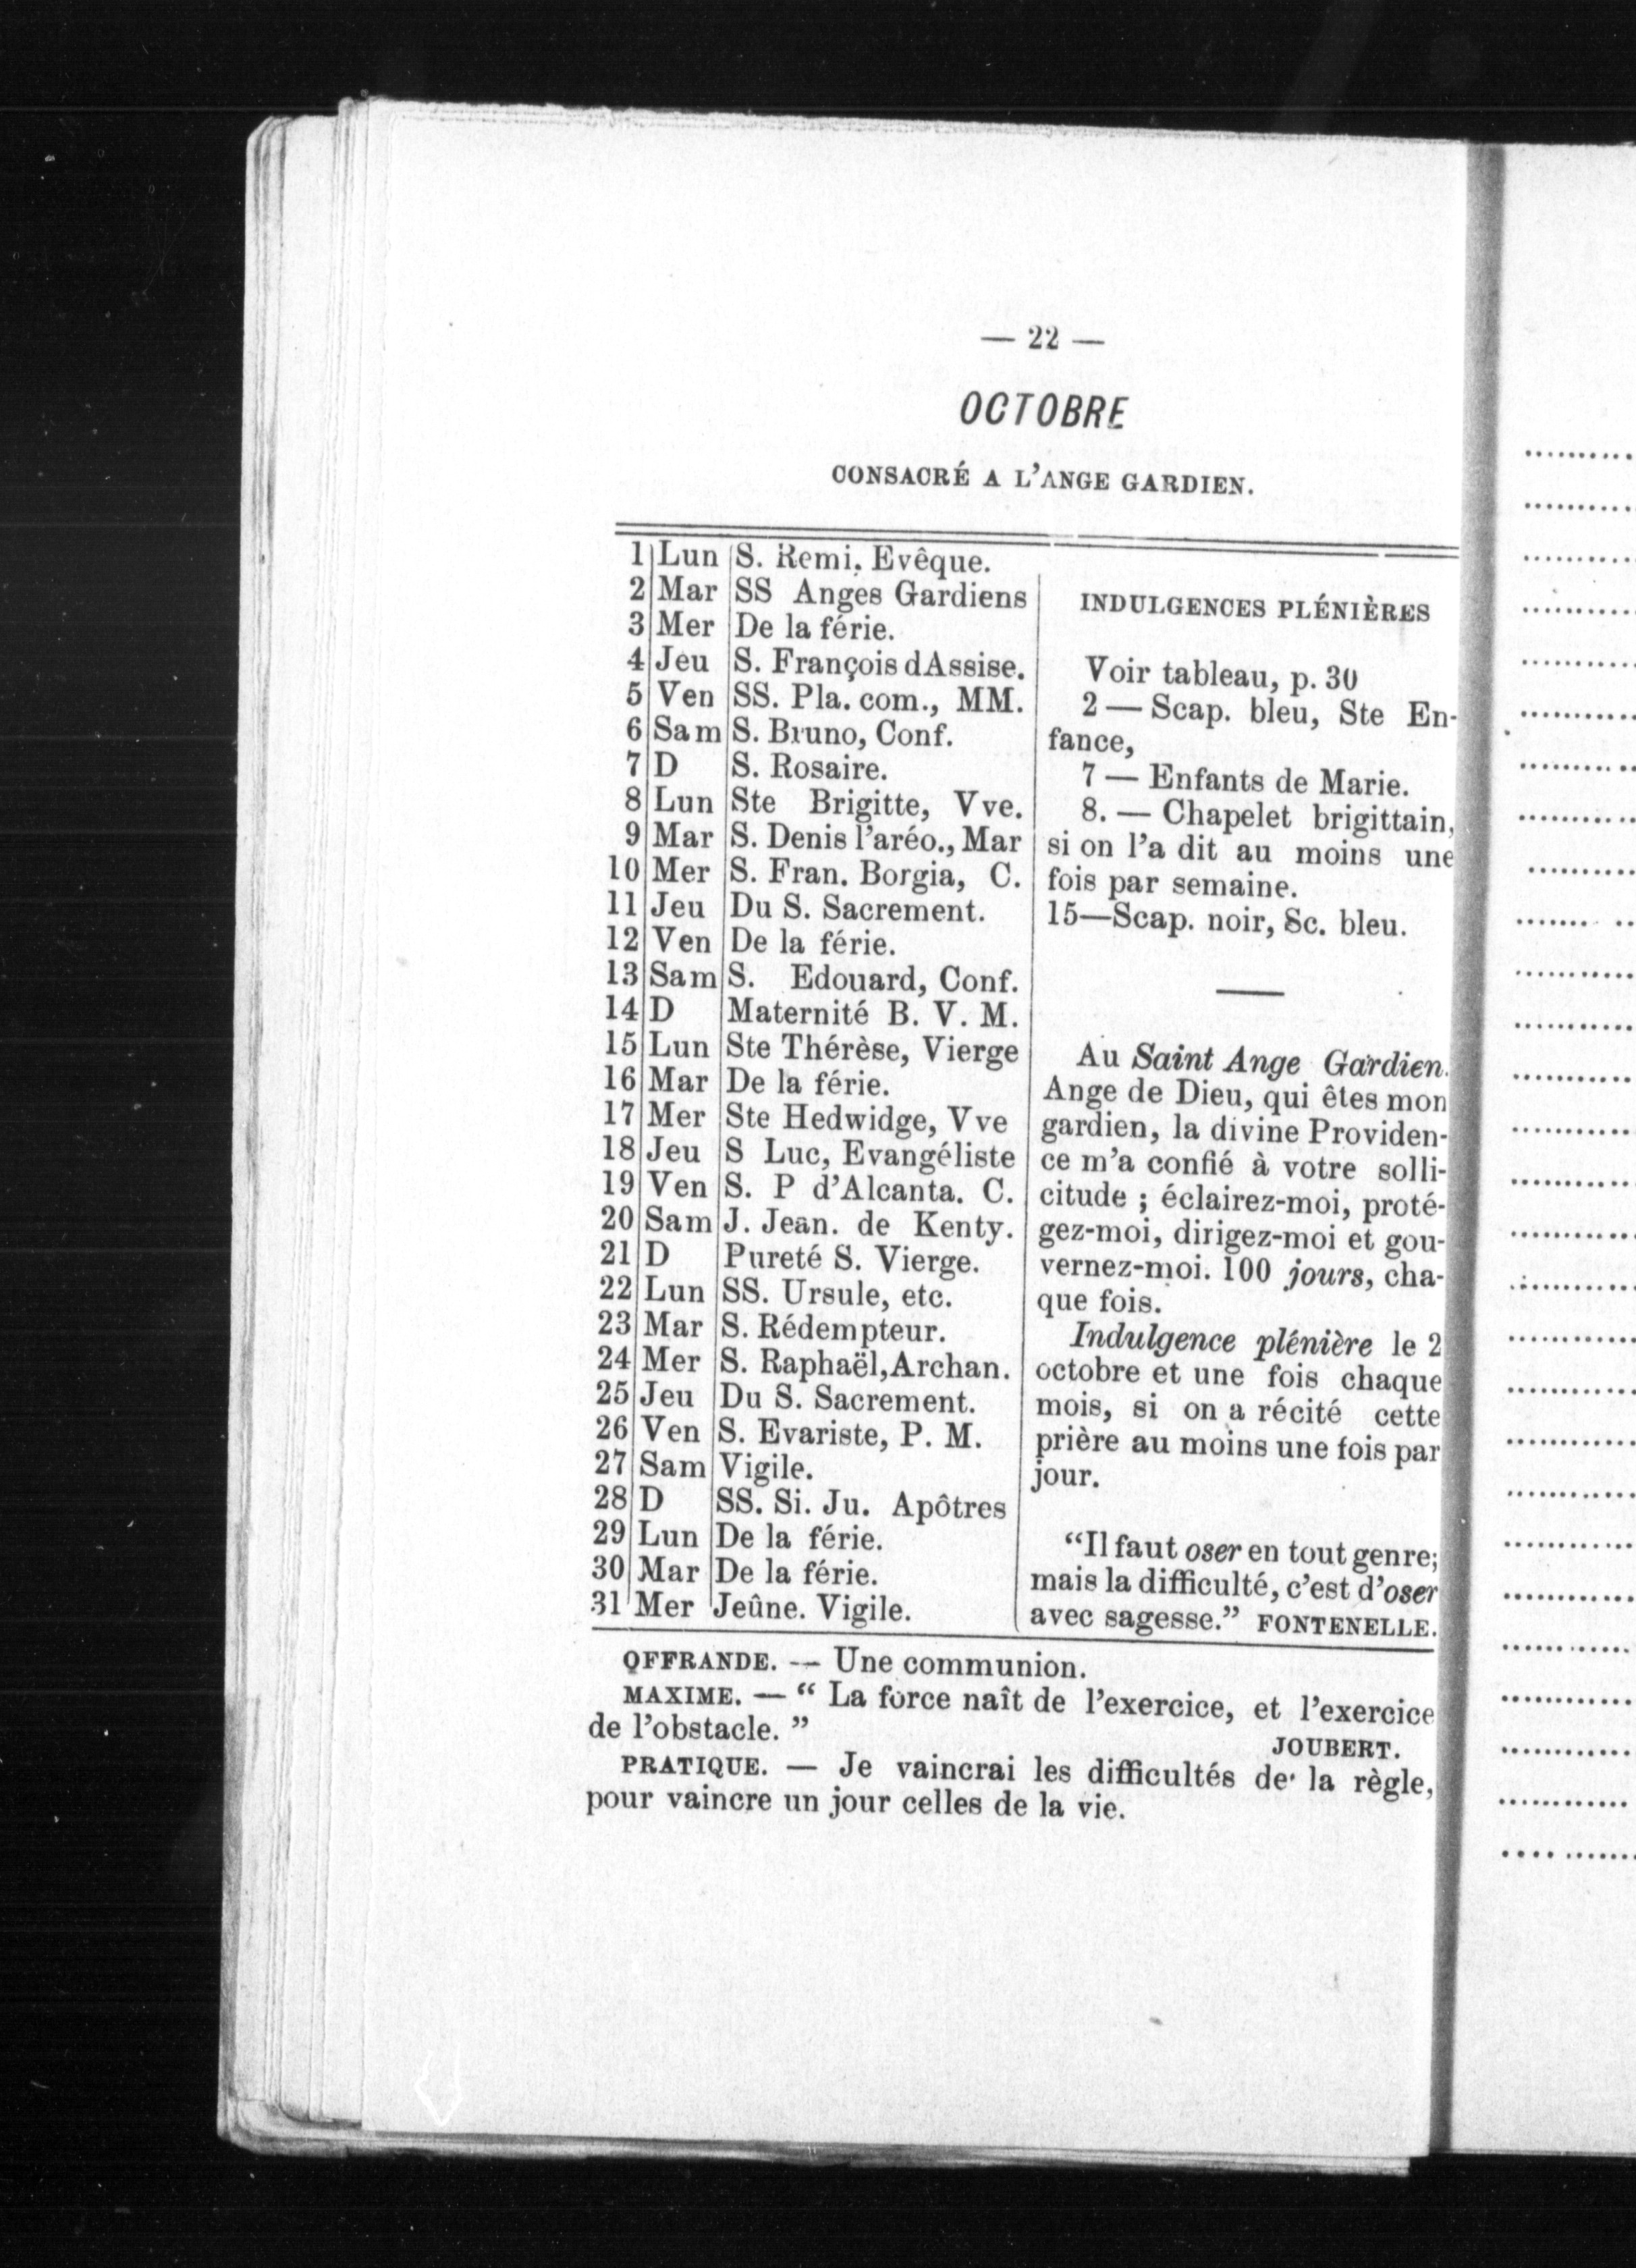 — 22 —
OCTOBRE
CONSACRÉ A L'ANGE GARDIEN.
1 Lun S. Remi. Evêque.
2 Mar SS Anges Gardiens
3 Mer De la férie.
4 Jeu S. François dAssise.
5 Ven SS. Pla. com., MM.
6 Sam S. Bruno, Conf.
7 D S. Rosaire.
8 Lun Ste Brigitte, Vve.
9 Mar S. Denis l'aréo., Mar
10 Mer S. Fran. Borgia, C.
11 Jeu Du S. Sacrement.
12 Ven De la férie.
13 Sam S. Edouard, Conf.
14 D Maternité B. V. M.
15 Lun Ste Thérèse, Vierge
16 Mar De la férie.
17 Mer Ste Hedwidge, Vve
18 Jeu S Luc, Evangéliste
19 Ven S. P d'Alcanta. C.
20 Sam J. Jean. de Kenty.
21 D Pureté S. Vierge.
22 Lun SS. Ursule, etc.
23 Mar S. Rédempteur.
24 Mer S. Raphaël,Archan.
25 Jeu Du S. Sacrement.
26 Ven S. Evariste, P. M.
27 Sam Vigile.
28 D SS. Si. Ju. Apôtres
29 Lun De la férie.
30 Mar De la férie.
31 Mer Jeûne. Vigile.
INDULGENCES PLÉNIÈRES
Voir tableau, p. 30
2 — Scap. bleu, Ste En-
fance,
7 — Enfants de Marie.
8. — Chapelet brigittain,
si on l'a dit au moins une
fois par semaine.
15—Scap. noir, Sc. bleu.
Au Saint Ange Gardien.
Ange de Dieu, qui êtes mon
gardien, la divine Providen-
ce m'a confié à votre solli-
citude ; éclairez-moi, proté-
gez-moi, dirigez-moi et gou-
vernez-moi. 100 jours, cha-
que fois.
Indulgence plénière le 2
octobre et une fois chaque
mois, si on a récité cette
prière au moins une fois par
jour.
“Il faut oser en tout genre;
mais la difficulté, c'est d'oser
avec sagesse.” FONTENELLE.
OFFRANDE. — Une communion.
MAXIME. — “ La force naît de l'exercice, et l'exercice
de l'obstacle. ”
JOUBERT.
PRATIQUE. — Je vaincrai les difficultés de la règle,
pour vaincre un jour celles de la vie.